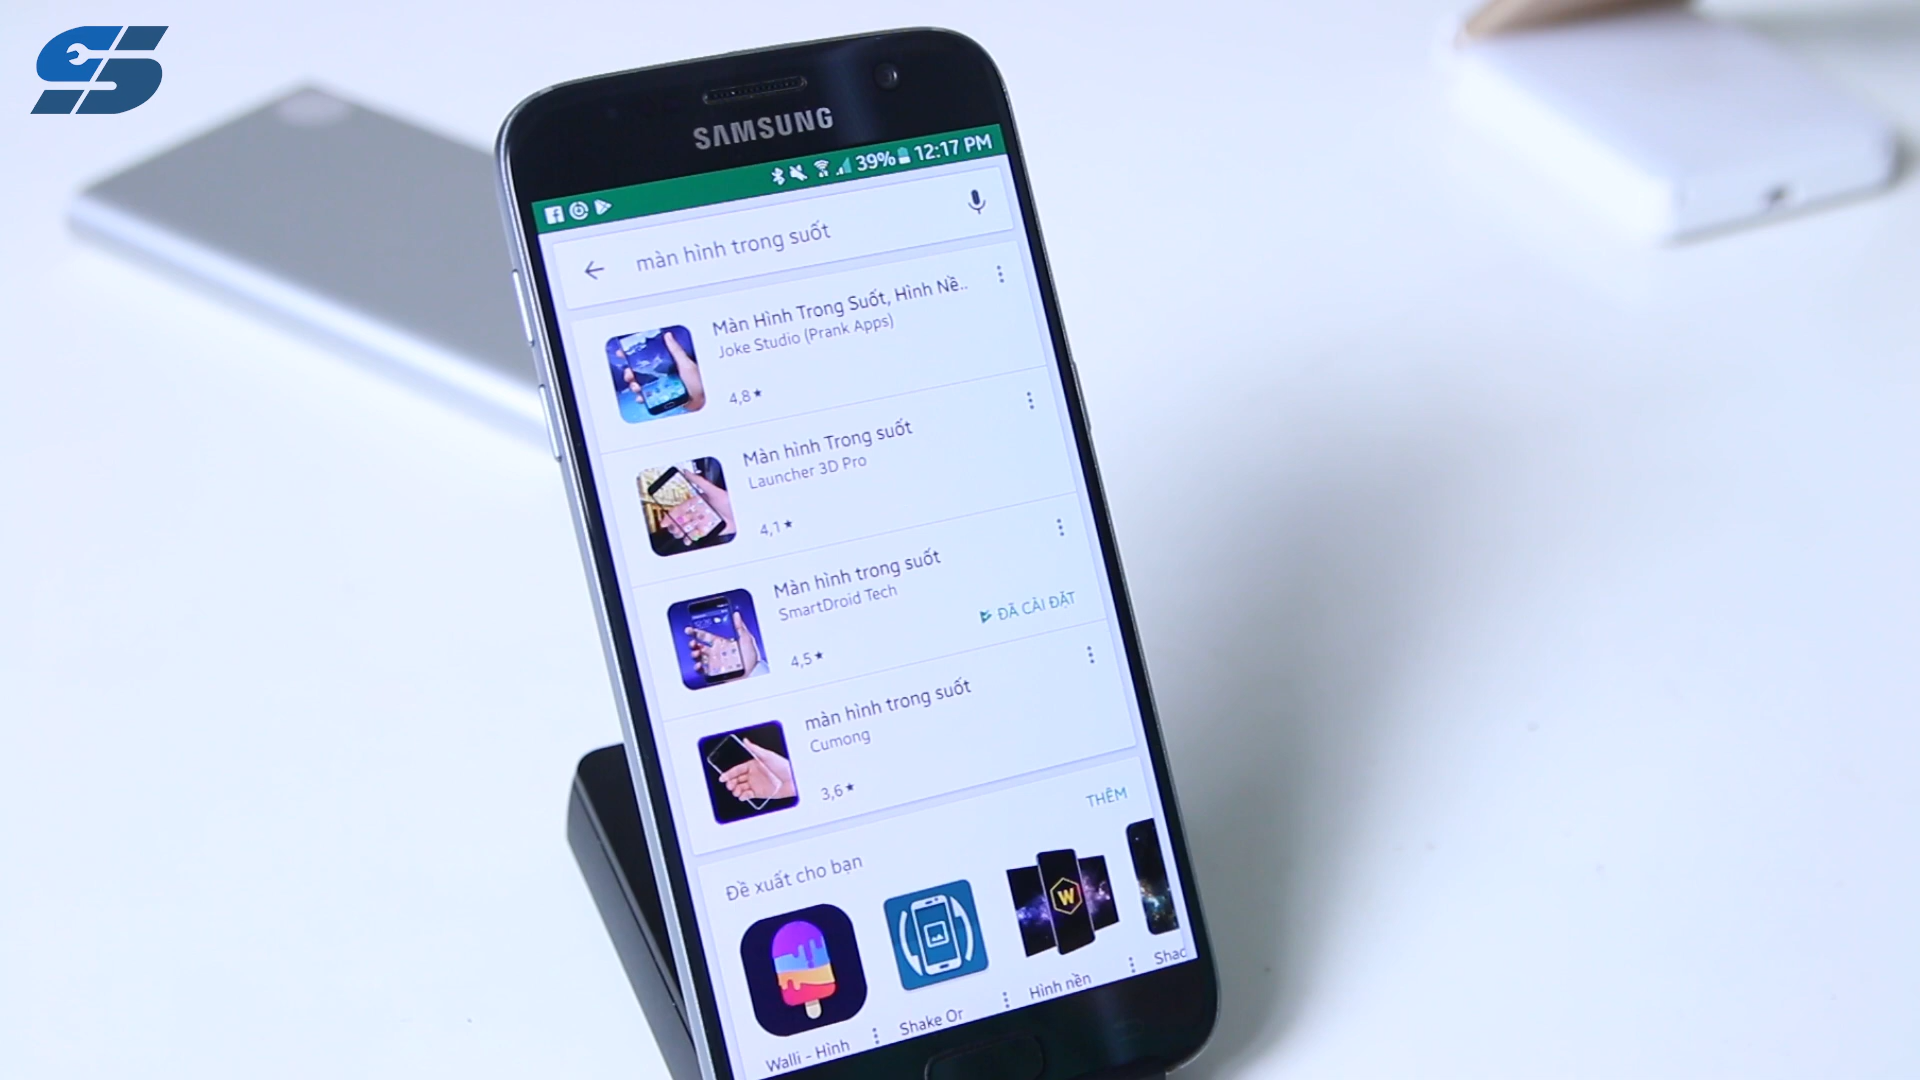 SAMSUNG
39% 12:17 PM
màn hình trong suốt
Màn Hình Trong Suốt, Hình Nề..
Joke Studio (Prank Apps)
4,8★
Màn hình Trong suốt
Launcher 3D Pro
4,1★
Màn hình trong suốt
SmartDroid Tech
ĐÃ CÀI ĐẶT
4,5★
màn hình trong suốt
Cumong
3,6★
THÊM
Đề xuất cho bạn
W
Walli - Hình
Shake Or
Hình nền
Shad